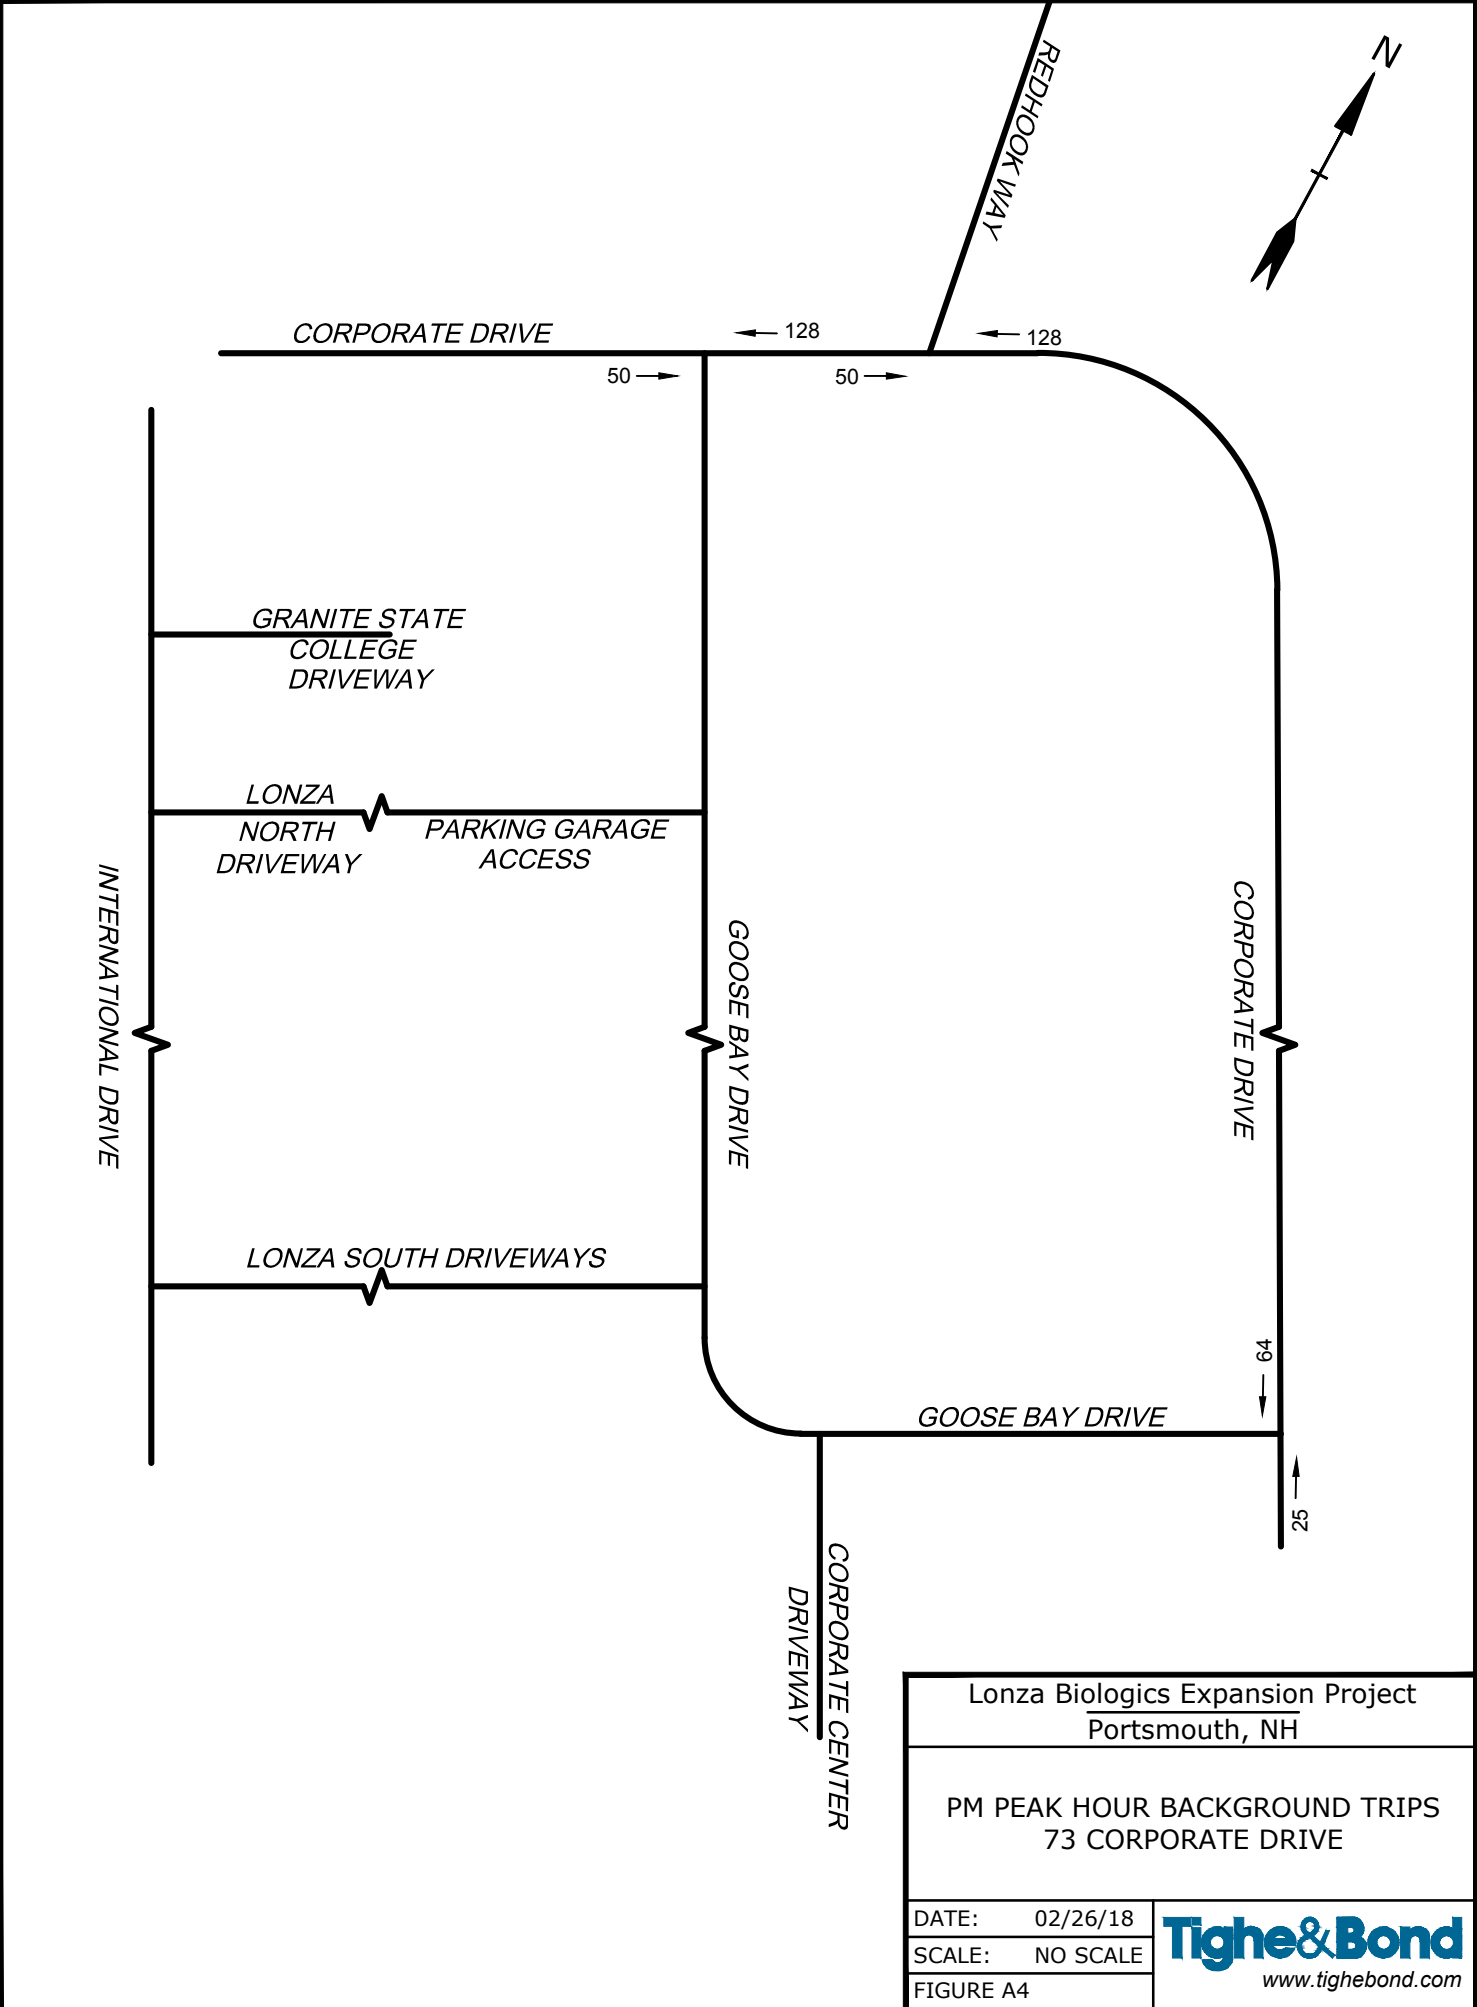 N
REDHOOK WAY
CORPORATE DRIVE
128
128
50
50
GRANITE STATE
COLLEGE
DRIVEWAY
LONZA
NORTH
DRIVEWAY
PARKING GARAGE
ACCESS
INTERNATIONAL DRIVE
GOOSE BAY DRIVE
CORPORATE DRIVE
LONZA SOUTH DRIVEWAYS
64
GOOSE BAY DRIVE
25
CORPORATE CENTER
DRIVEWAY
Lonza Biologics Expansion Project
Portsmouth, NH
PM PEAK HOUR BACKGROUND TRIPS
73 CORPORATE DRIVE
DATE: 02/26/18
SCALE: NO SCALE
FIGURE A4
Tighe&Bond
www.tighebond.com